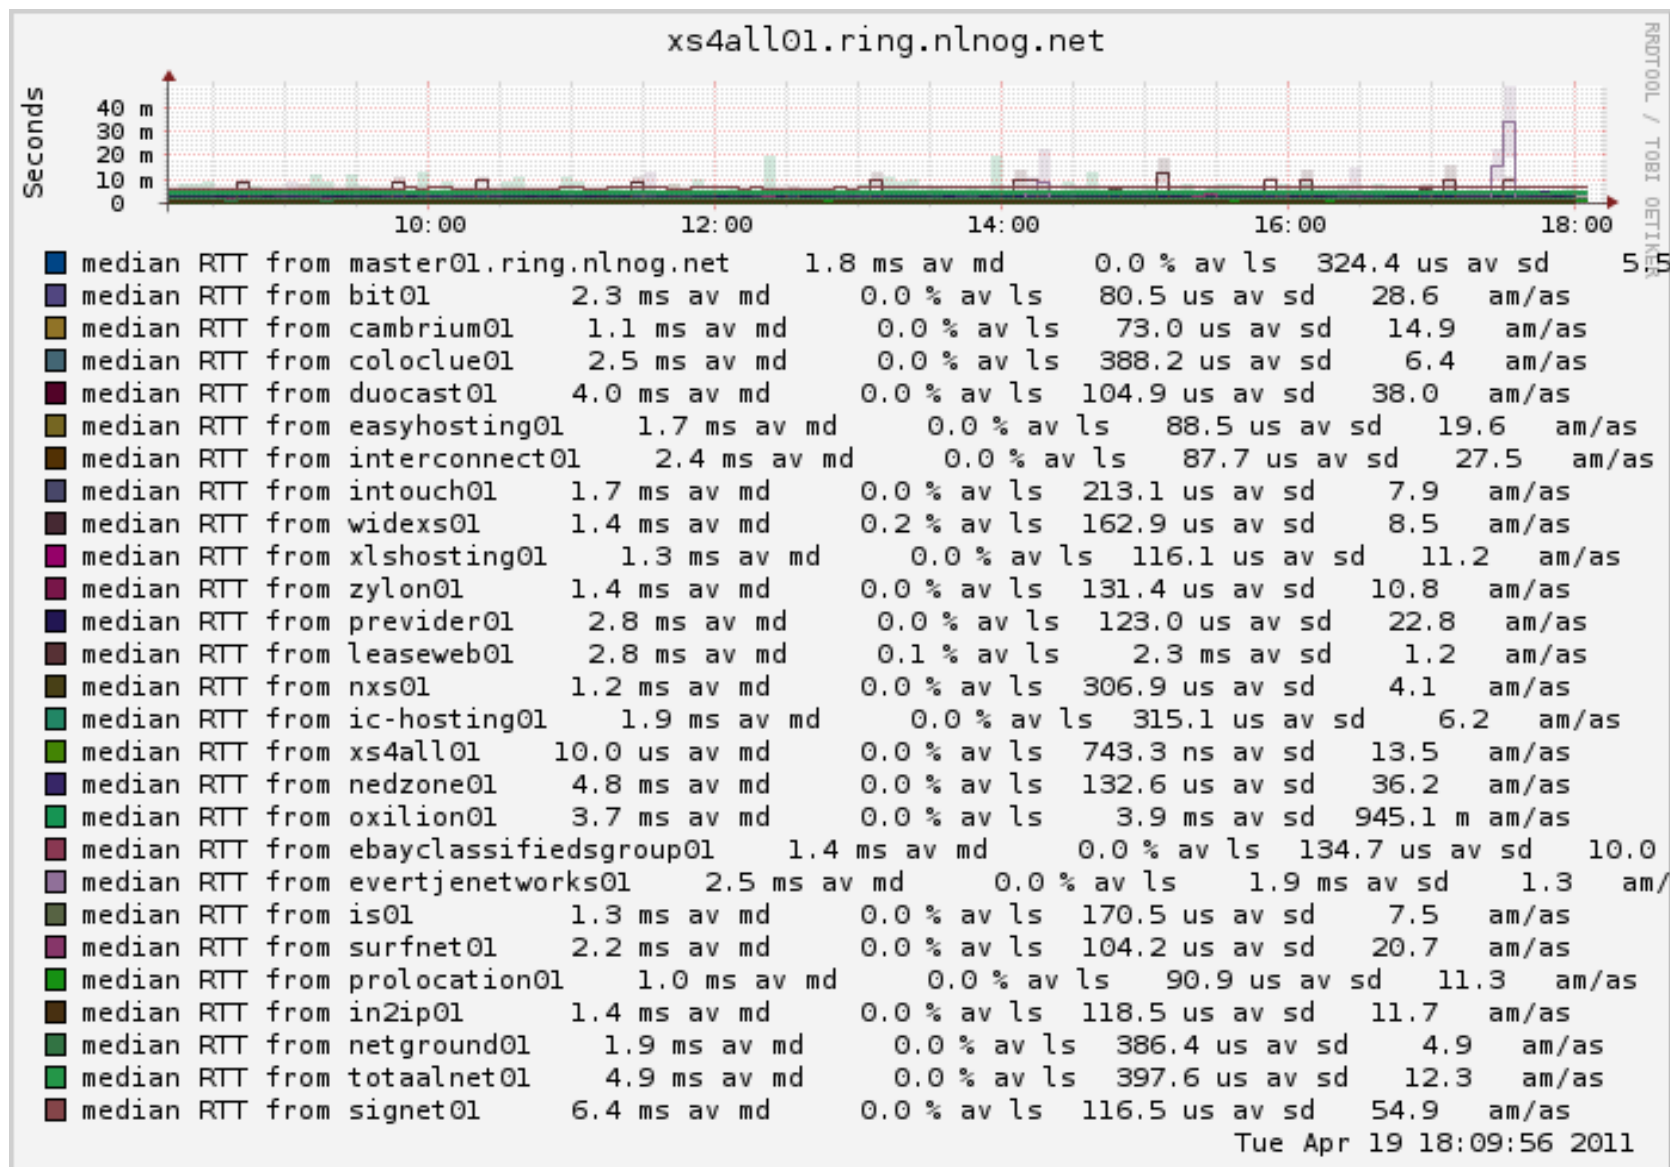 xs4all01.ring.nlnog.net
RRDTOOL / TOBI OETIKER
Seconds
40 m
30 m
20 m
10 m
0
10:00 12:00 14:00 16:00 18:00
median RTT from master01.ring.nlnog.net 1.8 ms av md 0.0 % av ls 324.4 us av sd 5.5
median RTT from bit01 2.3 ms av md 0.0 % av ls 80.5 us av sd 28.6 am/as
median RTT from cambrium01 1.1 ms av md 0.0 % av ls 73.0 us av sd 14.9 am/as
median RTT from coloclue01 2.5 ms av md 0.0 % av ls 388.2 us av sd 6.4 am/as
median RTT from duocast01 4.0 ms av md 0.0 % av ls 104.9 us av sd 38.0 am/as
median RTT from easyhosting01 1.7 ms av md 0.0 % av ls 88.5 us av sd 19.6 am/as
median RTT from interconnect01 2.4 ms av md 0.0 % av ls 87.7 us av sd 27.5 am/as
median RTT from intouch01 1.7 ms av md 0.0 % av ls 213.1 us av sd 7.9 am/as
median RTT from widexs01 1.4 ms av md 0.2 % av ls 162.9 us av sd 8.5 am/as
median RTT from xlshosting01 1.3 ms av md 0.0 % av ls 116.1 us av sd 11.2 am/as
median RTT from zylon01 1.4 ms av md 0.0 % av ls 131.4 us av sd 10.8 am/as
median RTT from previder01 2.8 ms av md 0.0 % av ls 123.0 us av sd 22.8 am/as
median RTT from leaseweb01 2.8 ms av md 0.1 % av ls 2.3 ms av sd 1.2 am/as
median RTT from nxs01 1.2 ms av md 0.0 % av ls 306.9 us av sd 4.1 am/as
median RTT from ic-hosting01 1.9 ms av md 0.0 % av ls 315.1 us av sd 6.2 am/as
median RTT from xs4all01 10.0 us av md 0.0 % av ls 743.3 ns av sd 13.5 am/as
median RTT from nedzone01 4.8 ms av md 0.0 % av ls 132.6 us av sd 36.2 am/as
median RTT from oxilion01 3.7 ms av md 0.0 % av ls 3.9 ms av sd 945.1 m am/as
median RTT from ebayclassifiedsgroup01 1.4 ms av md 0.0 % av ls 134.7 us av sd 10.0
median RTT from evertjenetworks01 2.5 ms av md 0.0 % av ls 1.9 ms av sd 1.3 am/
median RTT from is01 1.3 ms av md 0.0 % av ls 170.5 us av sd 7.5 am/as
median RTT from surfnet01 2.2 ms av md 0.0 % av ls 104.2 us av sd 20.7 am/as
median RTT from prolocation01 1.0 ms av md 0.0 % av ls 90.9 us av sd 11.3 am/as
median RTT from in2ip01 1.4 ms av md 0.0 % av ls 118.5 us av sd 11.7 am/as
median RTT from netground01 1.9 ms av md 0.0 % av ls 386.4 us av sd 4.9 am/as
median RTT from totaalnet01 4.9 ms av md 0.0 % av ls 397.6 us av sd 12.3 am/as
median RTT from signet01 6.4 ms av md 0.0 % av ls 116.5 us av sd 54.9 am/as
Tue Apr 19 18:09:56 2011